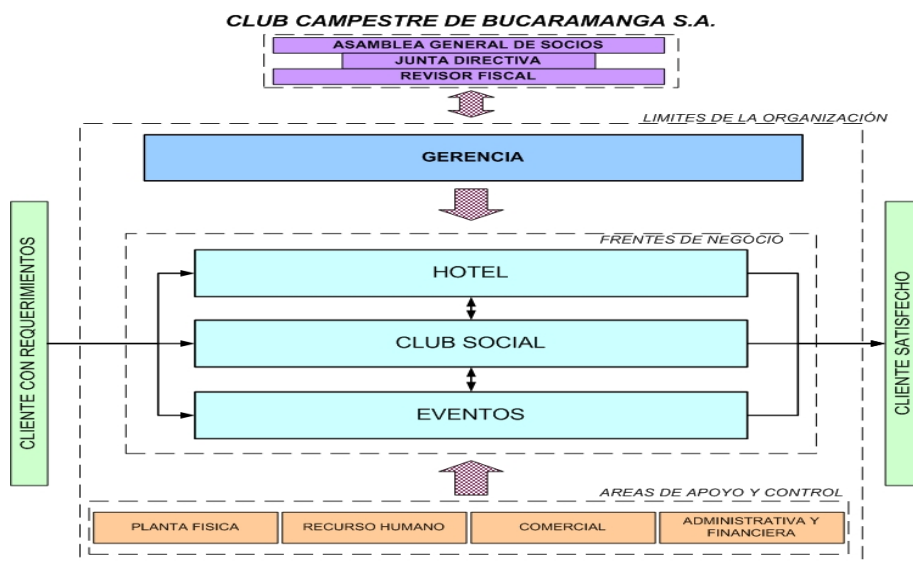 CLUB CAMPESTRE DE BUCARAMANGA S.A.
ASAMBLEA GENERAL DE SOCIOS
JUNTA DIRECTIVA
REVISOR FISCAL
LIMITES DE LA ORGANIZACIÓN
GERENCIA
CLIENTE CON REQUERIMIENTOS
FRENTES DE NEGOCIO
HOTEL
CLUB SOCIAL
EVENTOS
CLIENTE SATISFECHO
AREAS DE APOYO Y CONTROL
PLANTA FISICA
RECURSO HUMANO
COMERCIAL
ADMINISTRATIVA Y
FINANCIERA